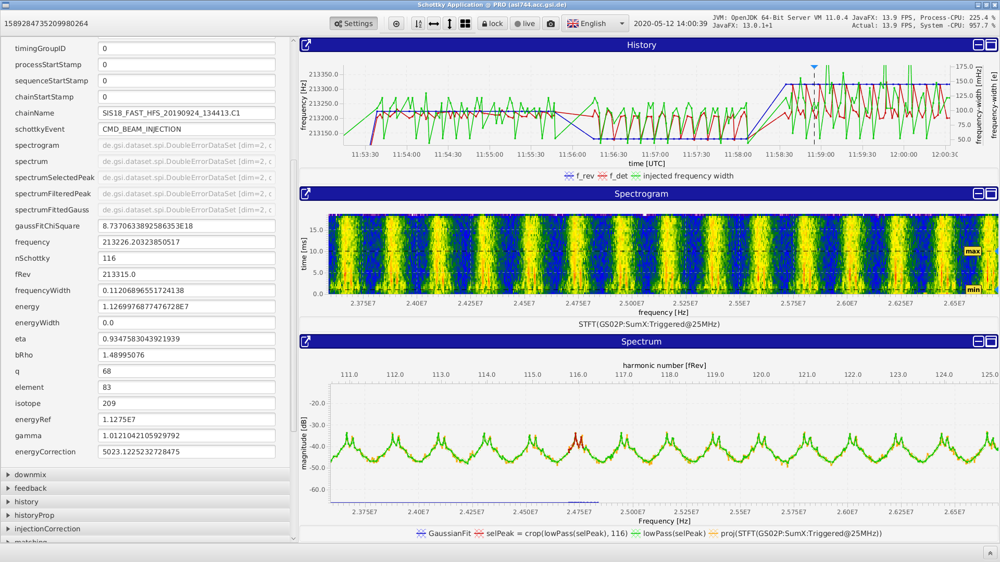 Schottky Application @ PRO (asl744.acc.gsi.de)
1589284735209980264
Settings
lock
live
English
2020-05-12 14:00:39
JVM: OpenJDK 64-Bit Server VM 11.0.4 JavaFX: 13.9 FPS, Process-CPU: 225.4 %
JavaFX: 13.0.1+1 Actual: 13.9 FPS, System -CPU: 957.7 %
timingGroupID 0
processStartStamp 0
sequenceStartStamp 0
chainStartStamp 0
chainName SIS18_FAST_HFS_20190924_134413.C1
schottkyEvent CMD_BEAM_INJECTION
spectrogram de.gsi.dataset.spi.DoubleErrorDataSet [dim=2, c
spectrum de.gsi.dataset.spi.DoubleErrorDataSet [dim=2, c
spectrumSelectedPeak de.gsi.dataset.spi.DoubleErrorDataSet [dim=2, c
spectrumFilteredPeak de.gsi.dataset.spi.DoubleErrorDataSet [dim=2, c
spectrumFittedGauss de.gsi.dataset.spi.DoubleErrorDataSet [dim=2, c
gaussFitChiSquare 8.7370633892586353E18
frequency 213226.20323850517
nSchottky 116
fRev 213315.0
frequencyWidth 0.11206896551724138
energy 1.1269976877476728E7
energyWidth 0.0
eta 0.9347583043921939
bRho 1.48995076
q 68
element 83
isotope 209
energyRef 1.1275E7
gamma 1.0121042105929792
energyCorrection 5023.1225232728475
downmix
feedback
history
historyProp
injectionCorrection
matching
History
frequency [Hz]
213350.0
213300.0
213250.0
213200.0
213150.0
175.0
150.0
125.0
100.0
75.0
50.0
frequency-width [mHz]
frequency-width [e]
11:53:30 11:54:00 11:54:30 11:55:00 11:55:30 11:56:00 11:56:30 11:57:00 11:57:30 11:58:00 11:58:30 11:59:00 11:59:30 12:00:00 12:00:30
time [UTC]
f_rev f_det injected frequency width
Spectrogram
time [ms]
15.0
10.0
5.0
0.0
max
min
2.375E7 2.40E7 2.425E7 2.45E7 2.475E7 2.500E7 2.525E7 2.55E7 2.575E7 2.60E7 2.625E7 2.65E7
frequency [Hz]
STFT(GS02P:SumX:Triggered@25MHz)
Spectrum
harmonic number [fRev]
111.0 112.0 113.0 114.0 115.0 116.0 117.0 118.0 119.0 120.0 121.0 122.0 123.0 124.0 125.0
magnitude [dB]
-20.0
-30.0
-40.0
-50.0
-60.0
2.375E7 2.40E7 2.425E7 2.450E7 2.475E7 2.500E7 2.525E7 2.55E7 2.575E7 2.60E7 2.625E7 2.65E7
Frequency [Hz]
GaussianFit selPeak = crop(lowPass(selPeak), 116) lowPass(selPeak) proj(STFT(GS02P:SumX:Triggered@25MHz))